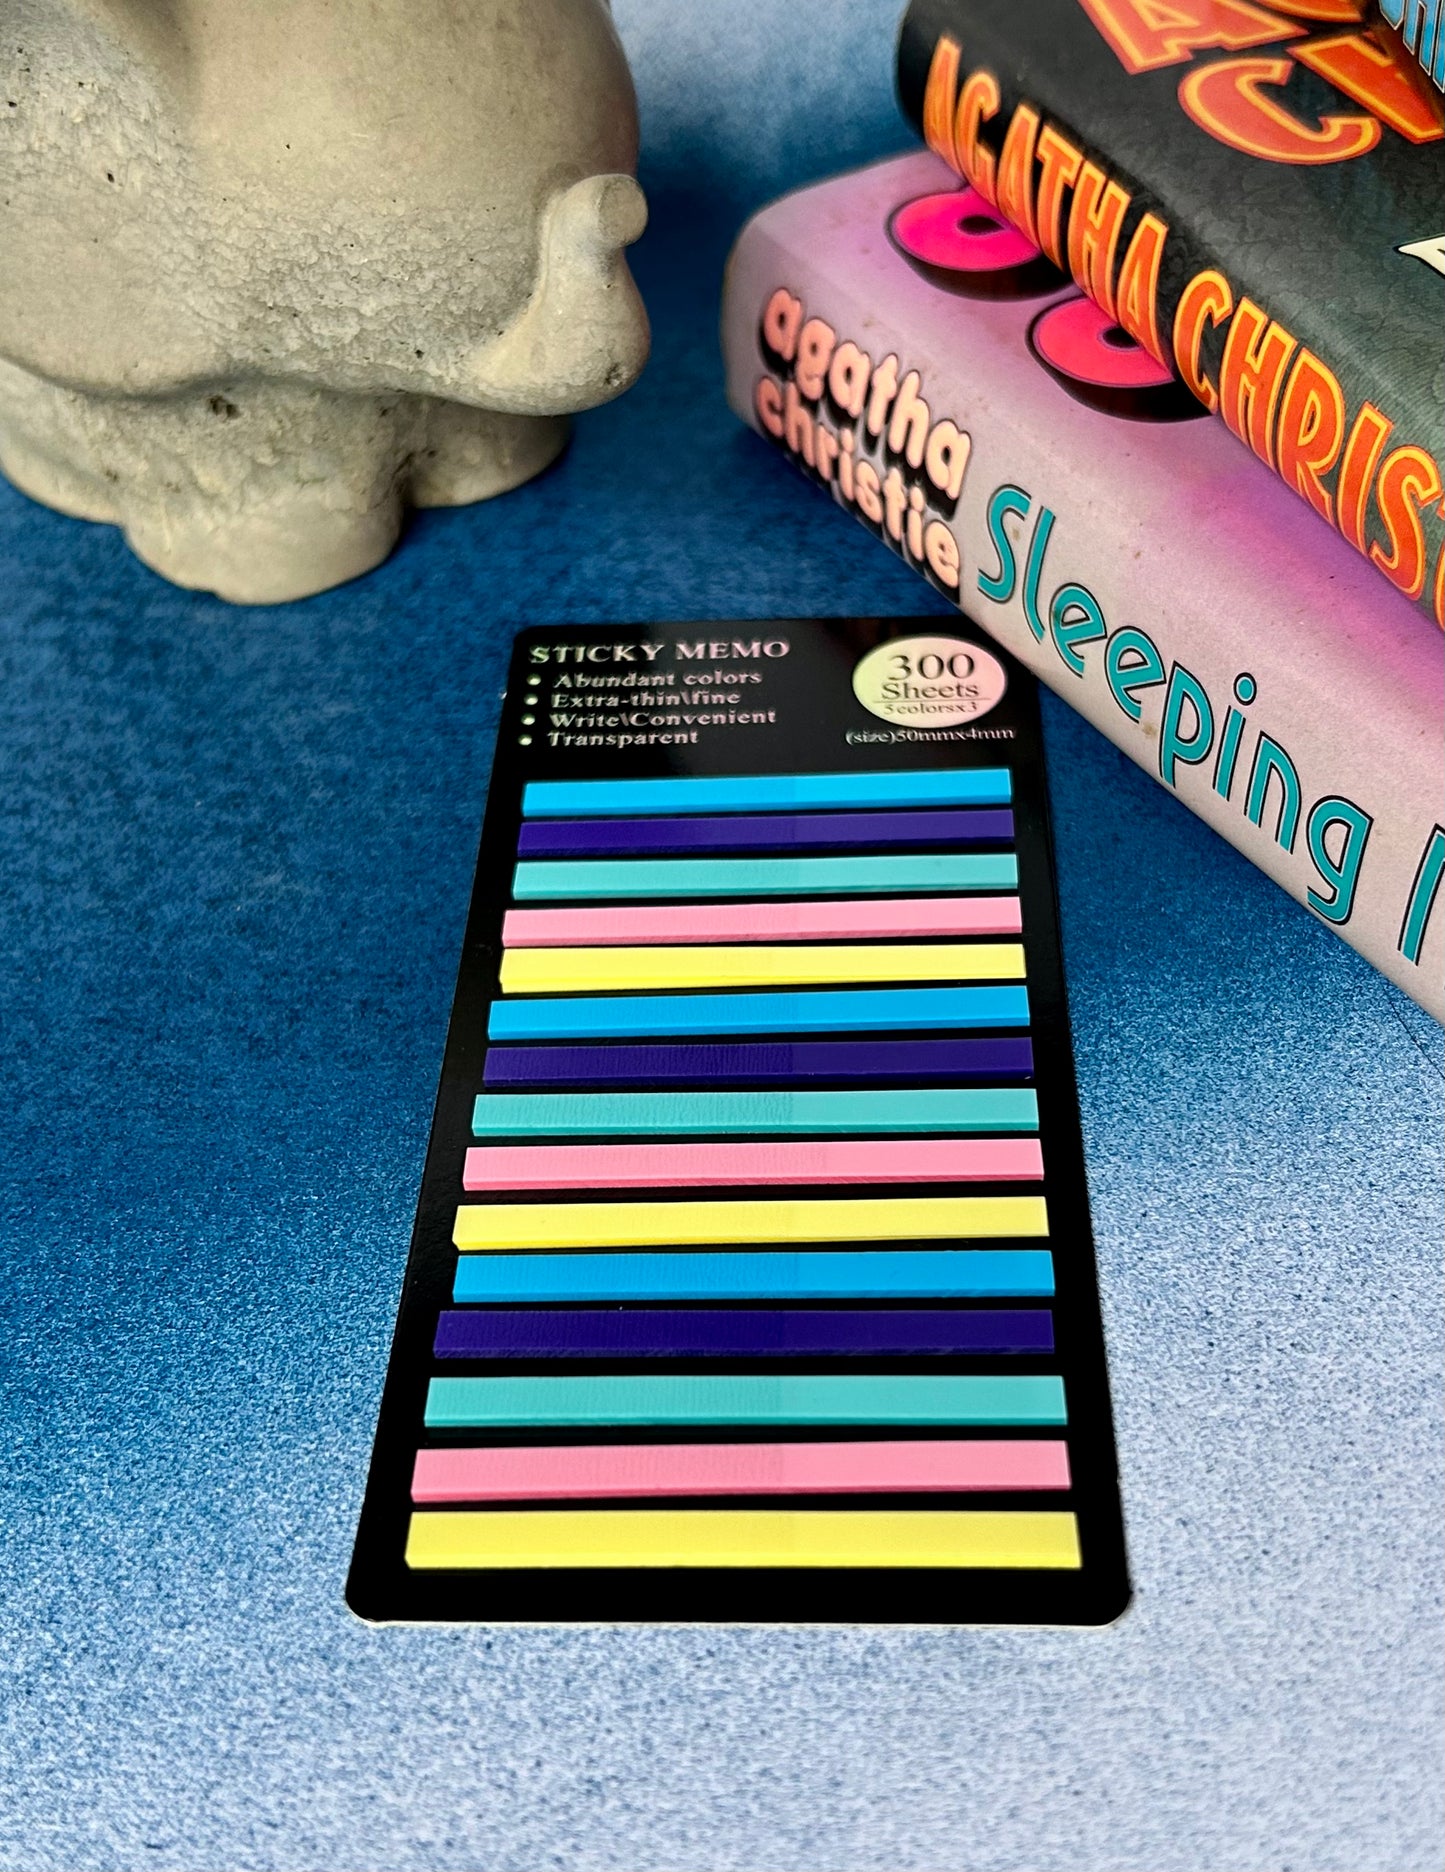 4
C
AGATHA CHRIS
agatha
christie
Sleeping
STICKY MEMO
• Abundant colors
• Extra-thin\fine
• Write\Convenient
• Transparent
300
Sheets
5colorsx3
(size)50mmx4mm